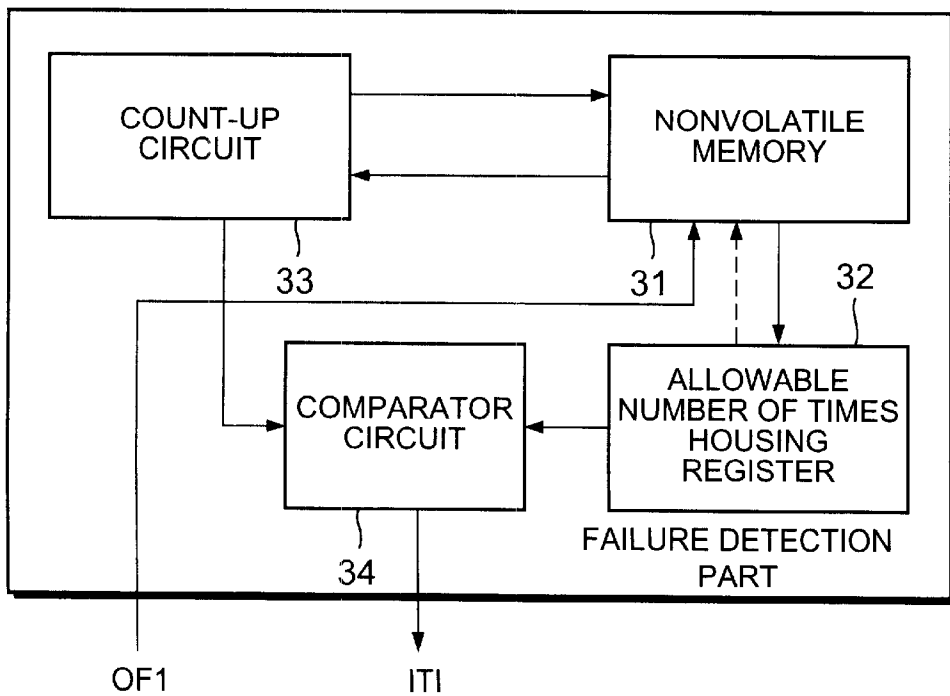 COUNT-UP
CIRCUIT
NONVOLATILE
MEMORY
33
31
32
COMPARATOR
CIRCUIT
ALLOWABLE
NUMBER OF TIMES
HOUSING
REGISTER
34
FAILURE DETECTION
PART
OF1
ITI